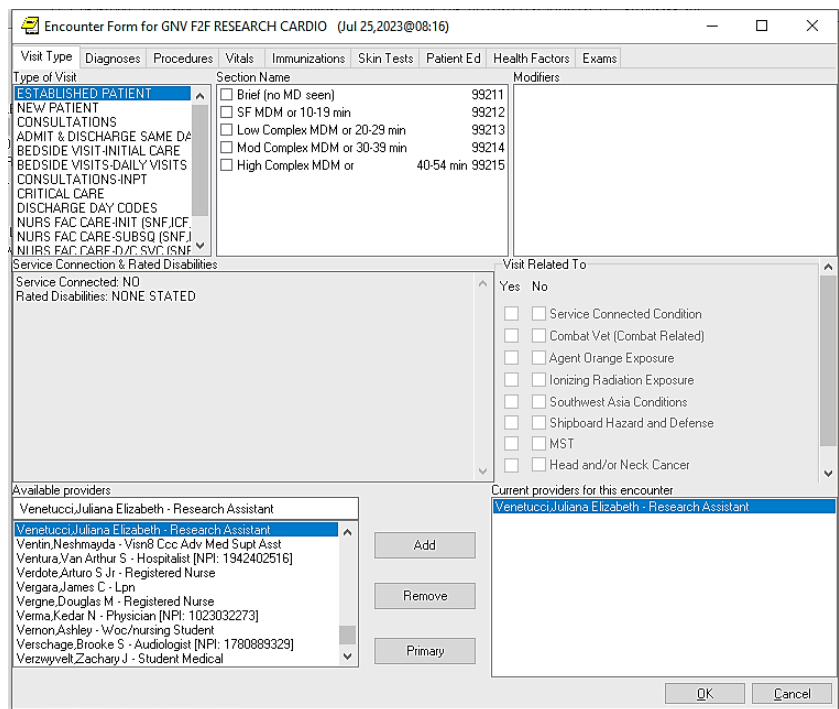 Encounter Form for GNV F2F RESEARCH CARDIO (Jul 25,2023@08:16)
Visit Type Diagnoses Procedures Vitals Immunizations Skin Tests Patient Ed Health Factors Exams
Type of Visit
ESTABLISHED PATIENT
NEW PATIENT
CONSULTATIONS
ADMIT & DISCHARGE SAME DA
BEDSIDE VISIT-INITIAL CARE
BEDSIDE VISITS-DAILY VISITS
CONSULTATIONS-INPT
CRITICAL CARE
DISCHARGE DAY CODES
NURS FAC CARE-INIT (SNF,ICF,
NURS FAC CARE-SUBSQ (SNF,I
NURS FAC CARE-D/C SVC (SNF
Section Name
Brief (no MD seen) 99211
SF MDM or 10-19 min 99212
Low Complex MDM or 20-29 min 99213
Mod Complex MDM or 30-39 min 99214
High Complex MDM or 40-54 min 99215
Modifiers
Service Connection & Rated Disabilities
Service Connected: NO
Rated Disabilities: NONE STATED
Visit Related To
Yes No
Service Connected Condition
Combat Vet (Combat Related)
Agent Orange Exposure
Ionizing Radiation Exposure
Southwest Asia Conditions
Shipboard Hazard and Defense
MST
Head and/or Neck Cancer
Available providers
Venetucci,Juliana Elizabeth - Research Assistant
Venetucci,Juliana Elizabeth - Research Assistant
Ventin,Neshmayda - Visn8 Ccc Adv Med Supt Asst
Ventura,Van Arthur S - Hospitalist [NPI: 1942402516]
Verdote,Arturo S Jr - Registered Nurse
Vergara,James C - Lpn
Vergne,Douglas M - Registered Nurse
Verma,Kedar N - Physician [NPI: 1023032273]
Vernon,Ashley - Woc/nursing Student
Verschage,Brooke S - Audiologist [NPI: 1780889329]
Verzwyvelt,Zachary J - Student Medical
Add
Remove
Primary
Current providers for this encounter
Venetucci,Juliana Elizabeth - Research Assistant
OK Cancel